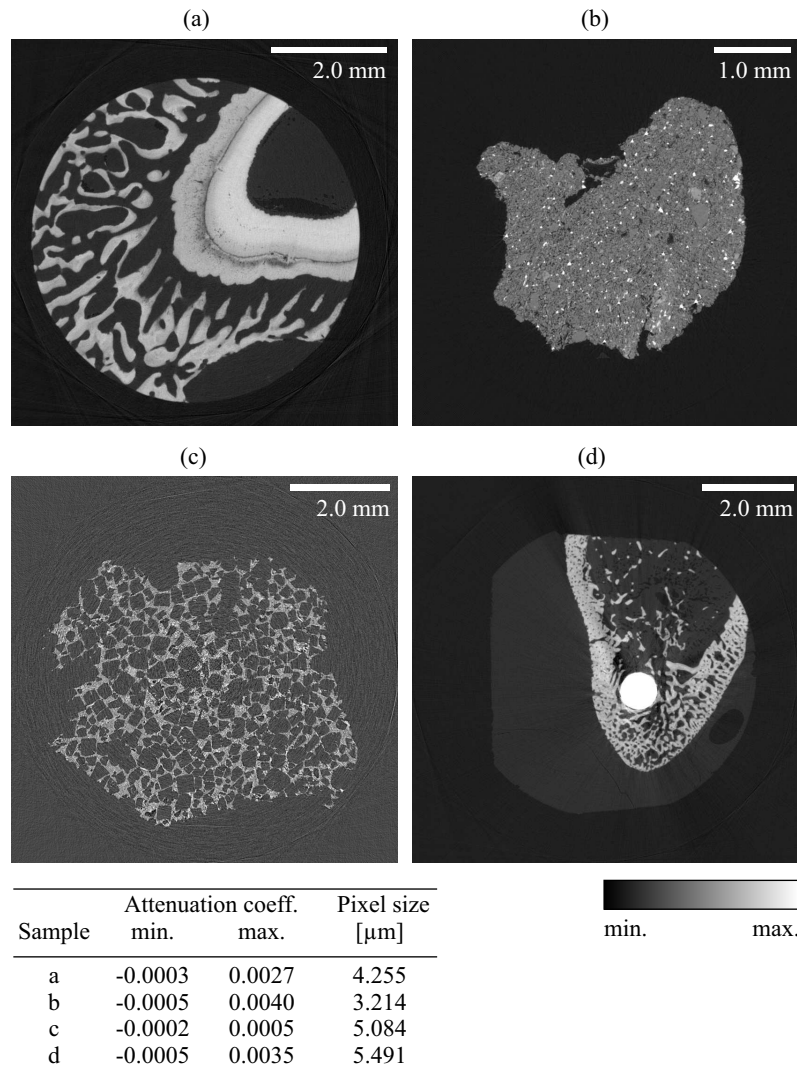 (a)
(b)
2.0 mm
1.0 mm
(c)
(d)
2.0 mm
2.0 mm
Attenuation coeff. Pixel size
Sample min. max. [µm]
a -0.0003 0.0027 4.255
b -0.0005 0.0040 3.214
c -0.0002 0.0005 5.084
d -0.0005 0.0035 5.491
min. max.